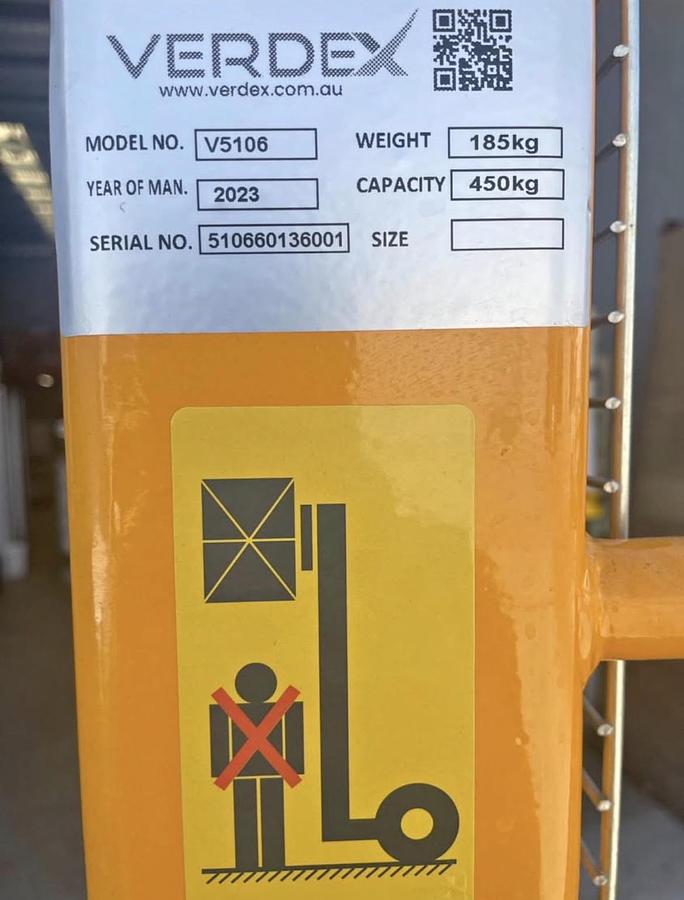 VERDEX
www.verdex.com.au
MODEL NO. V5106 WEIGHT 185kg
YEAR OF MAN. 2023 CAPACITY 450kg
SERIAL NO. 510660136001 SIZE